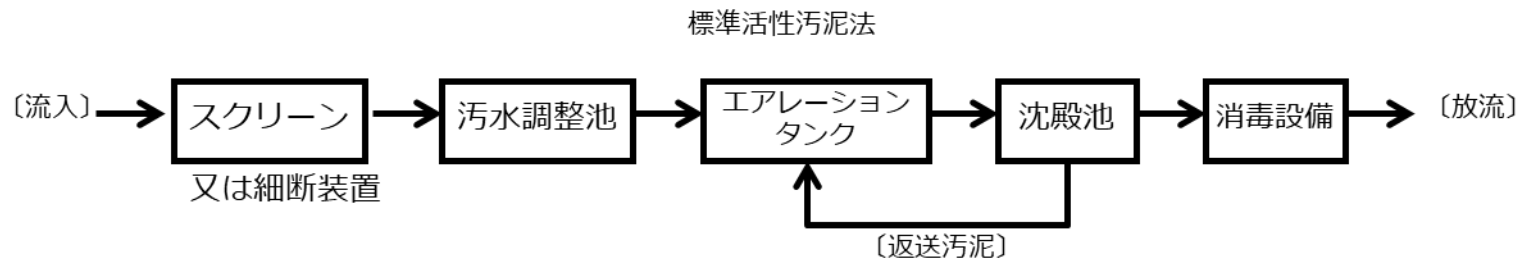 標準活性汚泥法
〔流入〕
スクリーン
又は細断装置
汚水調整池
エアレーション
タンク
沈殿池
消毒設備
〔放流〕
〔返送汚泥〕